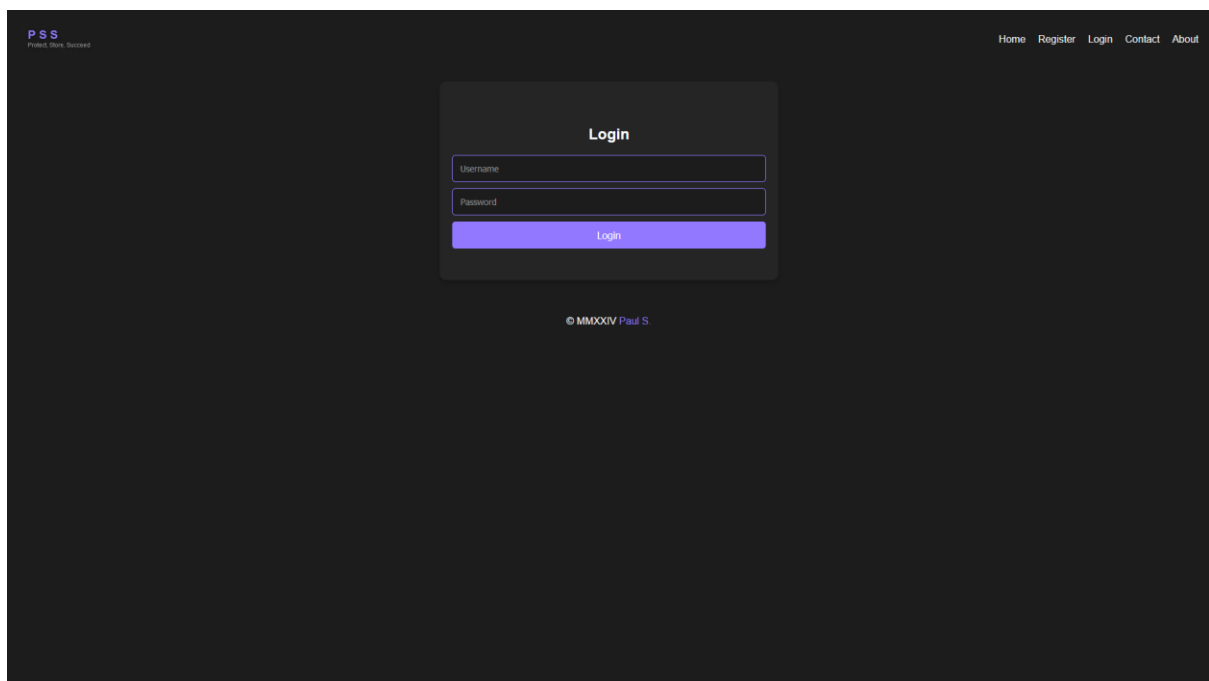 P S S
Protect, Store, Succeed
Home Register Login Contact About
Login
Username
Password
Login
© MMXXIV Paul S.